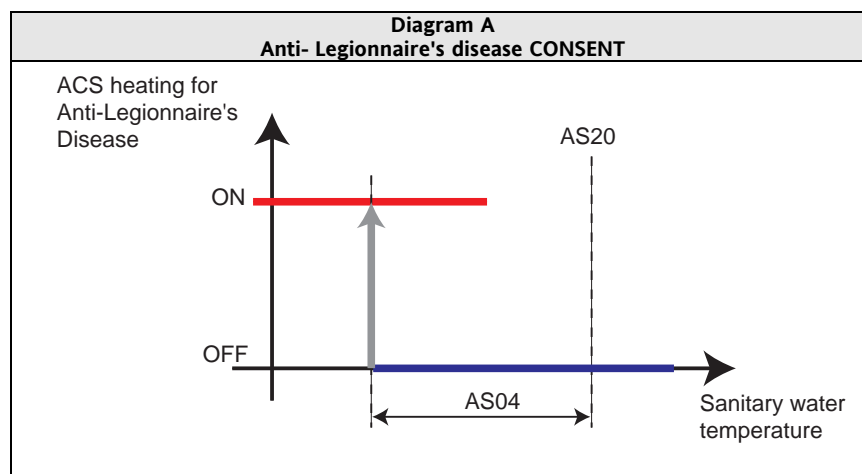 Diagram A
Anti- Legionnaire's disease CONSENT
ACS heating for
Anti-Legionnaire's
Disease
AS20
ON
OFF
AS04
Sanitary water
temperature